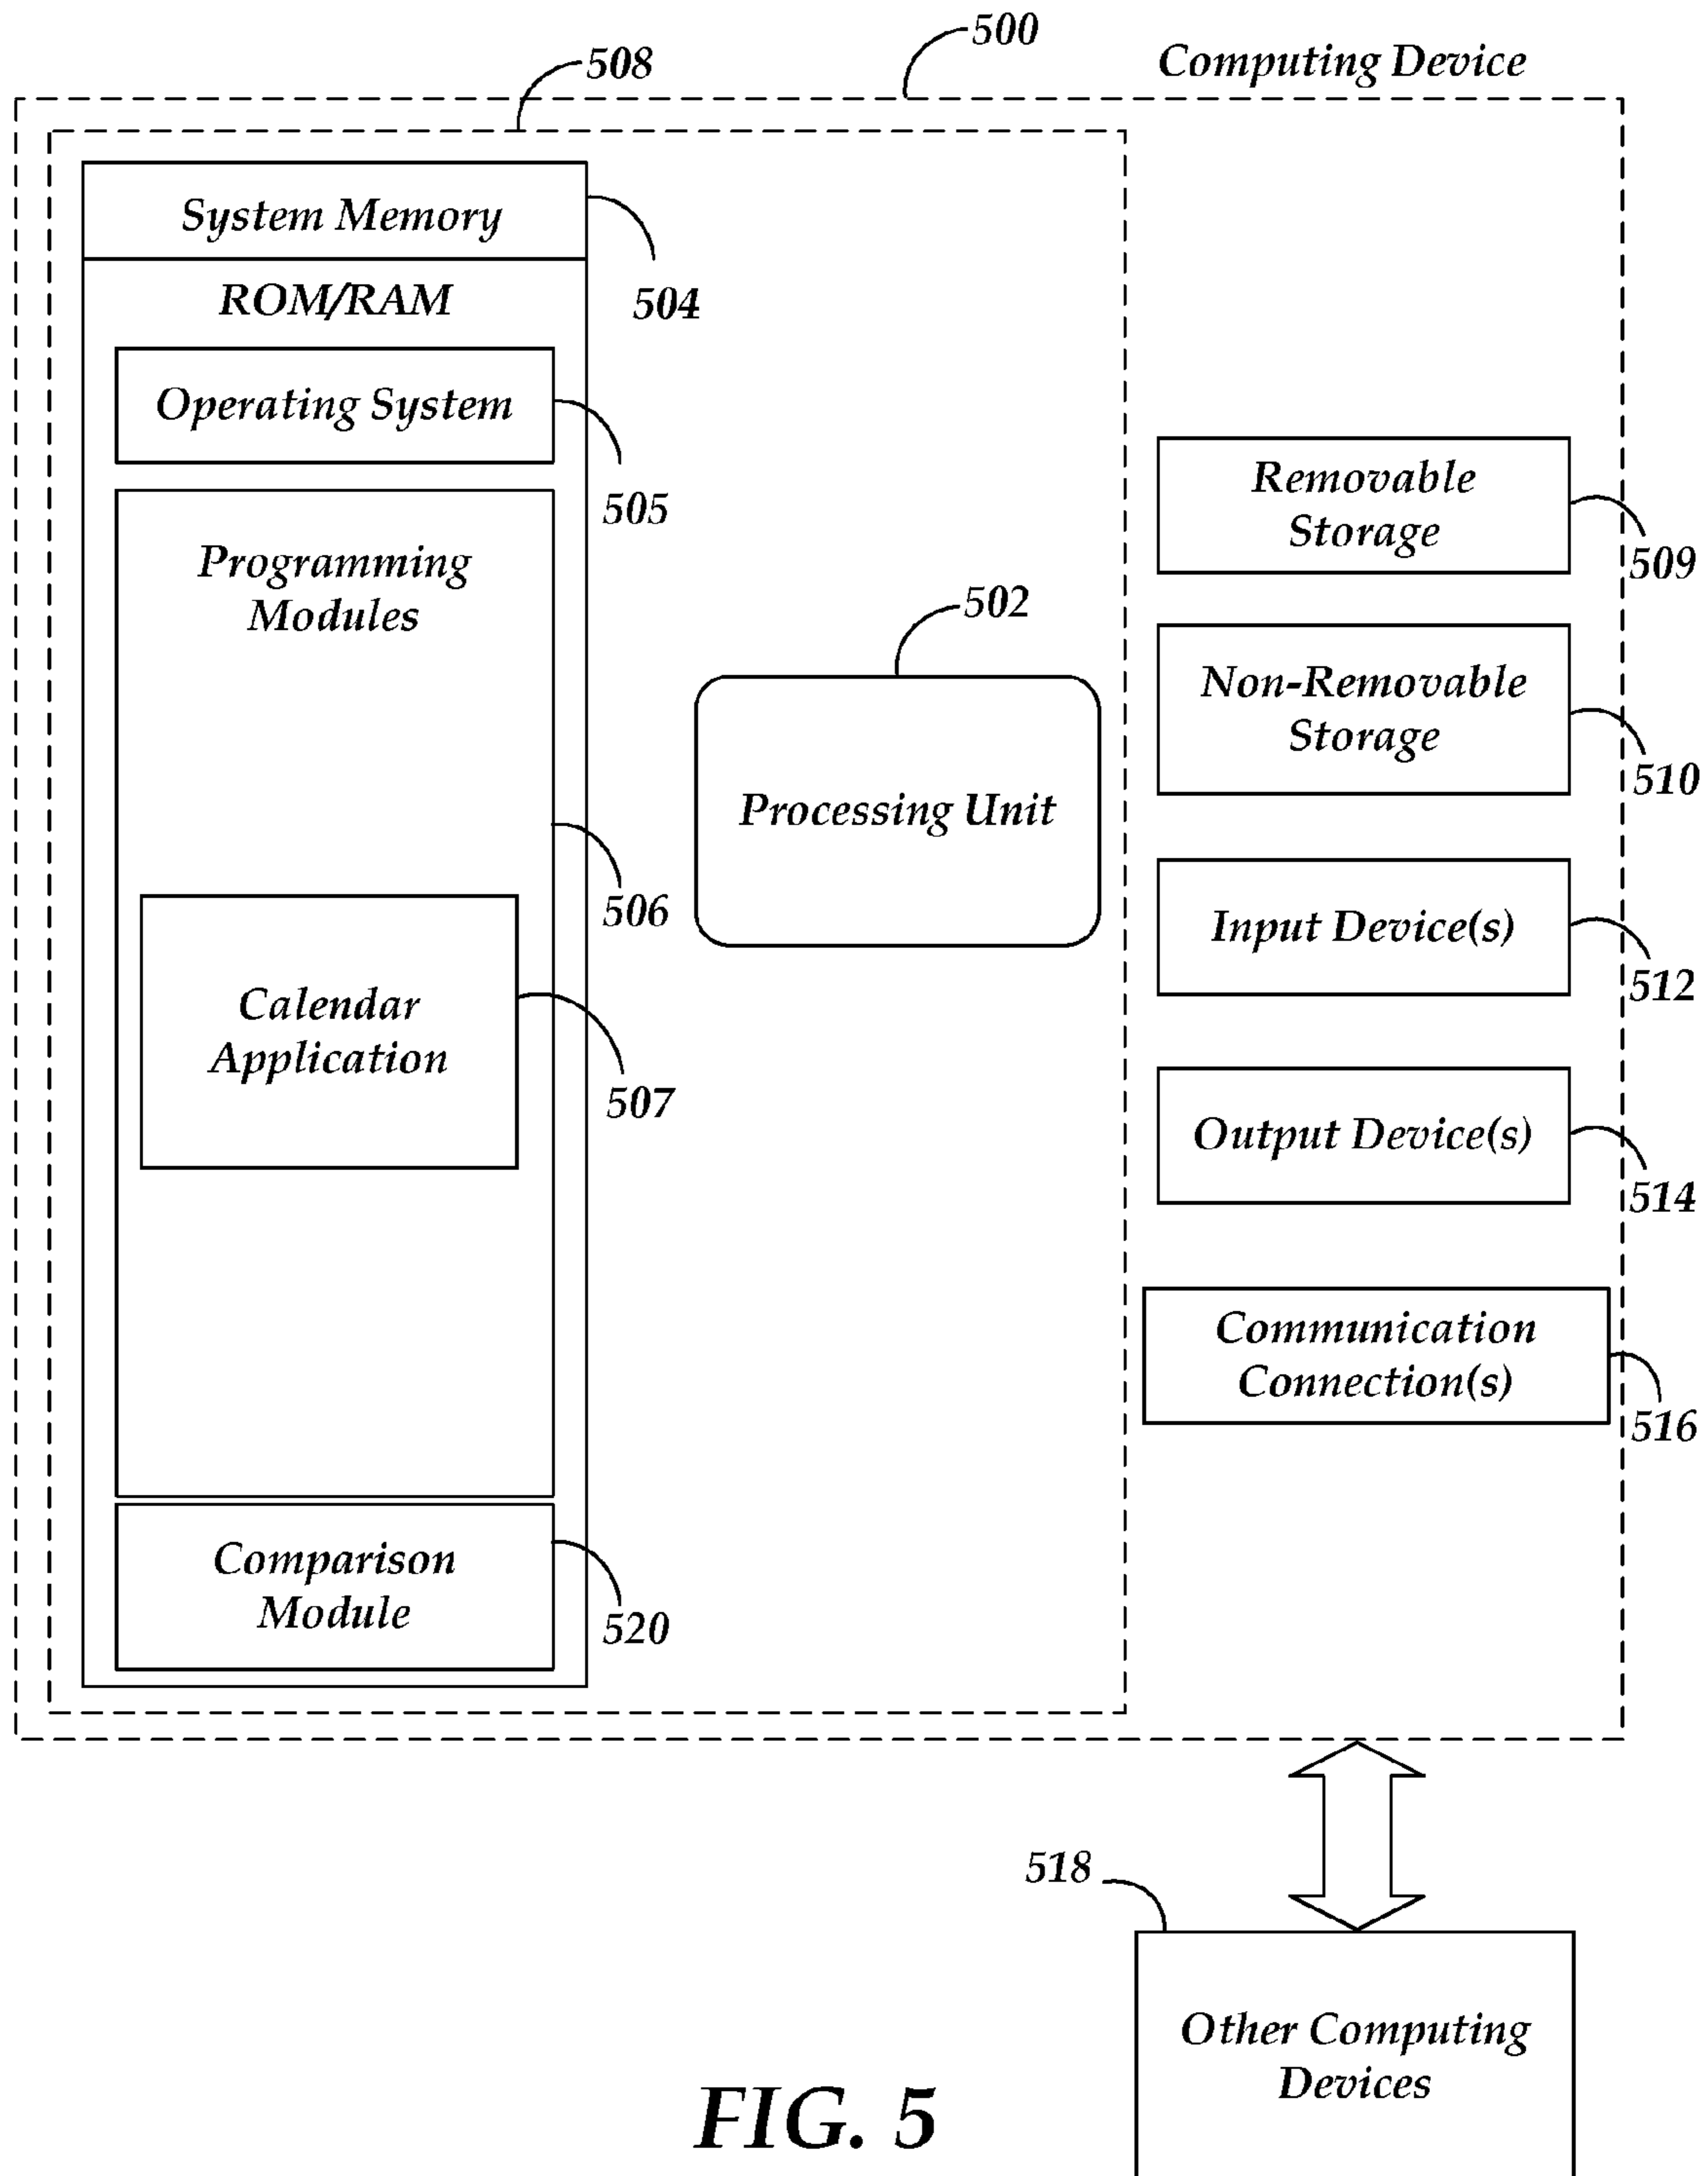 500
Computing Device
508
System Memory
504
ROM/RAM
Operating System
505
Programming
Modules
506
Calendar
Application
507
Comparison
Module
520
502
Processing Unit
Removable
Storage
509
Non-Removable
Storage
510
Input Device(s)
512
Output Device(s)
514
Communication
Connection(s)
516
518
Other Computing
Devices
FIG. 5